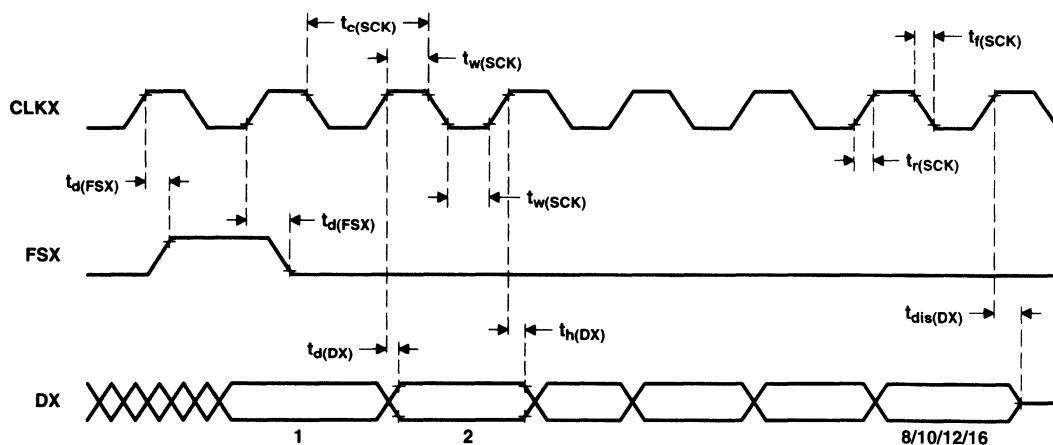 tc(SCK)
tw(SCK)
tf(SCK)
CLKX
td(FSX)
tr(SCK)
tw(SCK)
td(FSX)
FSX
tdis(DX)
th(DX)
td(DX)
DX
1
2
8/10/12/16